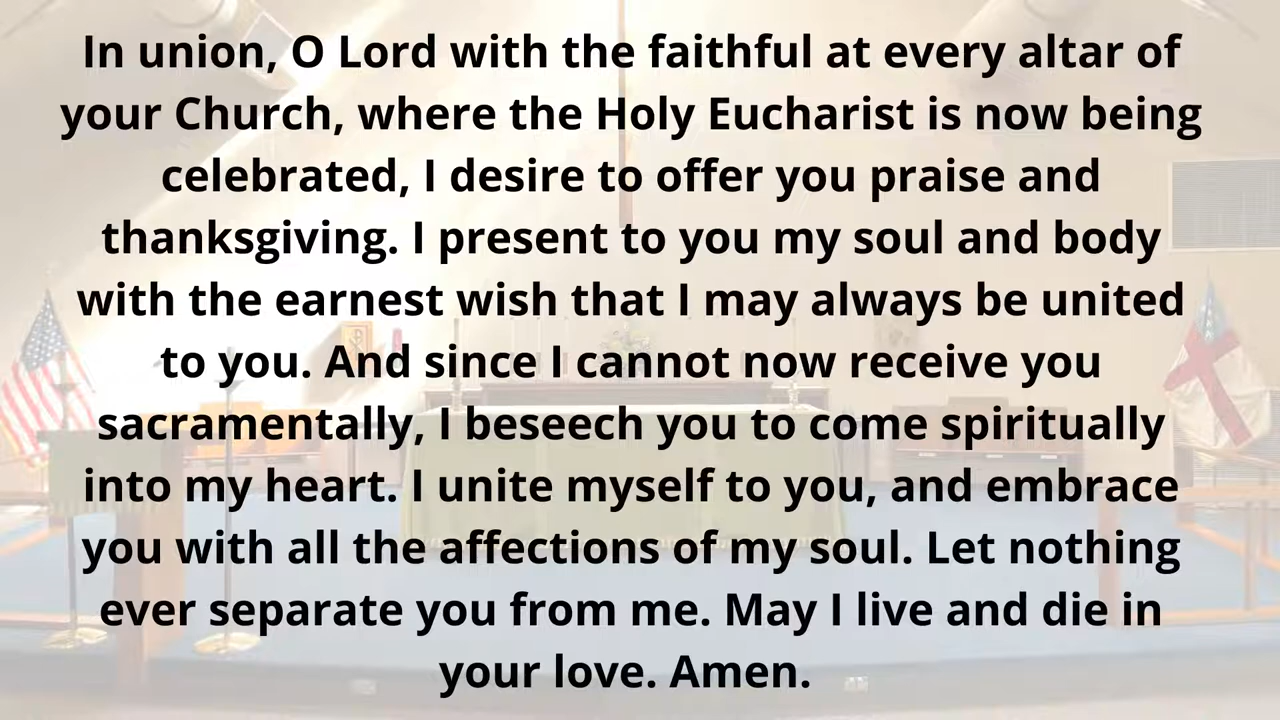 In union, O Lord with the faithful at every altar of
your Church, where the Holy Eucharist is now being
celebrated, I desire to offer you praise and
thanksgiving. I present to you my soul and body
with the earnest wish that I may always be united
to you. And since I cannot now receive you
sacramentally, I beseech you to come spiritually
into my heart. I unite myself to you, and embrace
you with all the affections of my soul. Let nothing
ever separate you from me. May I live and die in
your love. Amen.